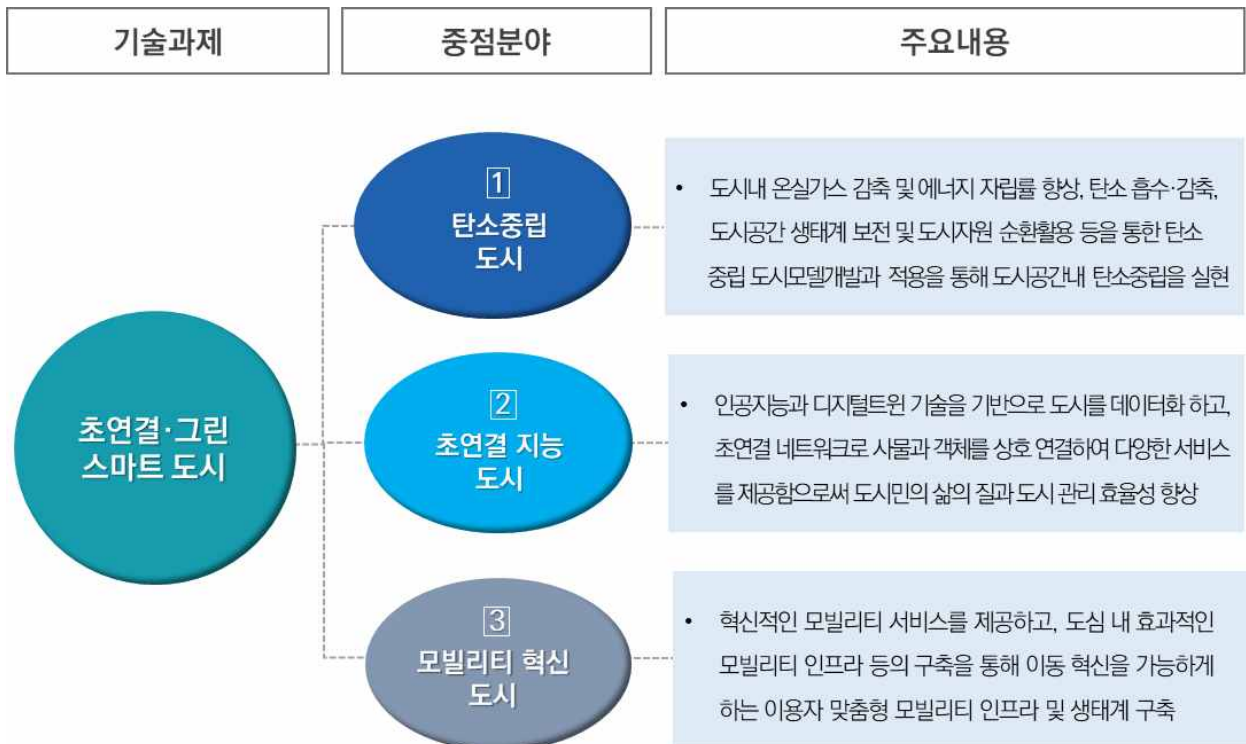 기술과제
중점분야
주요내용
초연결·그린
스마트 도시
1
탄소중립
도시
• 도시내 온실가스 감축 및 에너지 자립률 향상, 탄소 흡수·감축,
도시공간 생태계 보전 및 도시자원 순환활용 등을 통한 탄소
중립 도시모델개발과 적용을 통해 도시공간내 탄소중립을 실현
2
초연결 지능
도시
• 인공지능과 디지털트윈 기술을 기반으로 도시를 데이터화 하고,
초연결 네트워크로 사물과 객체를 상호 연결하여 다양한 서비스
를 제공함으로써 도시민의 삶의 질과 도시 관리 효율성 향상
3
모빌리티 혁신
도시
• 혁신적인 모빌리티 서비스를 제공하고, 도심 내 효과적인
모빌리티 인프라 등의 구축을 통해 이동 혁신을 가능하게
하는 이용자 맞춤형 모빌리티 인프라 및 생태계 구축